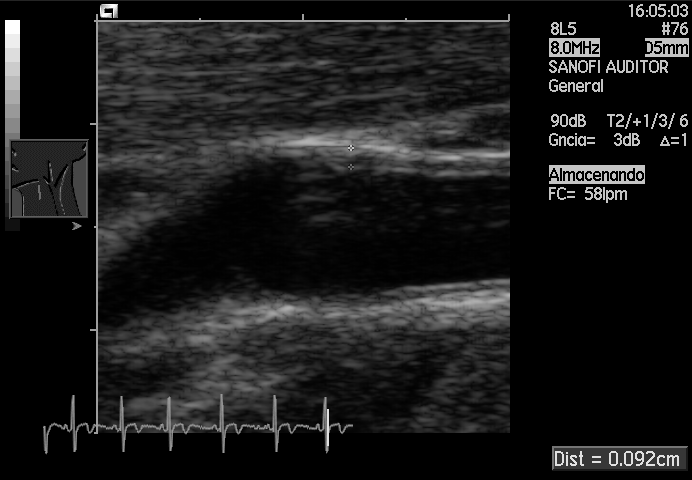 16:05:03
8L5 #76
8.0MHz D5mm
SANOFI AUDITOR
General
90dB T2/+1/3/ 6
Gncia= 3dB Δ=1
Almacenando
FC= 58lpm
Dist = 0.092cm